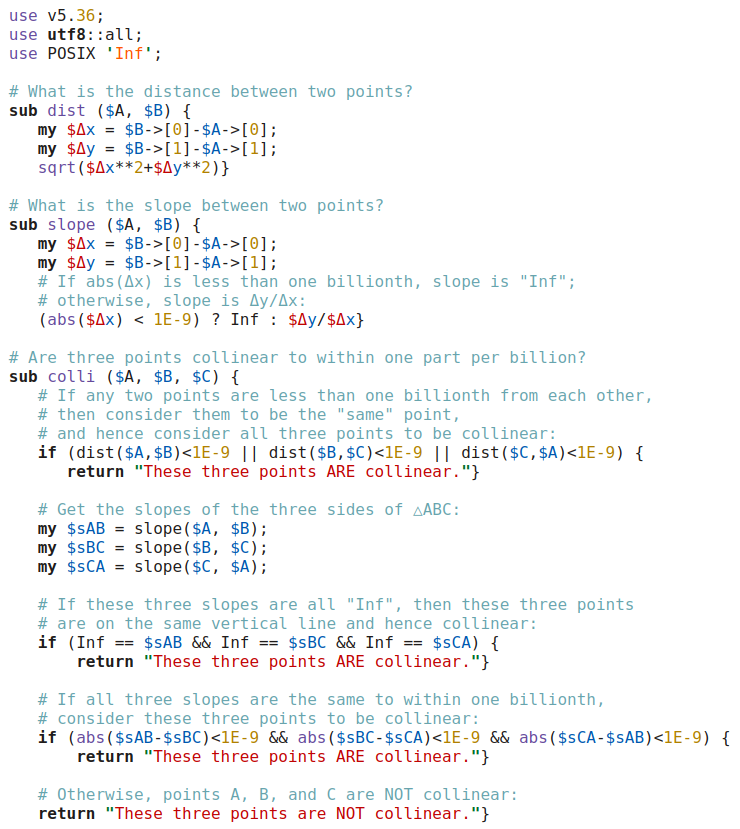 use v5.36;
use utf8::all;
use POSIX 'Inf';

# What is the distance between two points?
sub dist ($A, $B) {
   my $Δx = $B->[0]-$A->[0];
   my $Δy = $B->[1]-$A->[1];
   sqrt($Δx**2+$Δy**2)}

# What is the slope between two points?
sub slope ($A, $B) {
   my $Δx = $B->[0]-$A->[0];
   my $Δy = $B->[1]-$A->[1];
   # If abs(Δx) is less than one billionth, slope is "Inf";
   # otherwise, slope is Δy/Δx:
   (abs($Δx) < 1E-9) ? Inf : $Δy/$Δx}

# Are three points collinear to within one part per billion?
sub colli ($A, $B, $C) {
   # If any two points are less than one billionth from each other,
   # then consider them to be the "same" point,
   # and hence consider all three points to be collinear:
   if (dist($A,$B)<1E-9 || dist($B,$C)<1E-9 || dist($C,$A)<1E-9) {
      return "These three points ARE collinear."}

   # Get the slopes of the three sides of △ABC:
   my $sAB = slope($A, $B);
   my $sBC = slope($B, $C);
   my $sCA = slope($C, $A);

   # If these three slopes are all "Inf", then these three points
   # are on the same vertical line and hence collinear:
   if (Inf == $sAB && Inf == $sBC && Inf == $sCA) {
       return "These three points ARE collinear."}

   # If all three slopes are the same to within one billionth,
   # consider these three points to be collinear:
   if (abs($sAB-$sBC)<1E-9 && abs($sBC-$sCA)<1E-9 && abs($sCA-$sAB)<1E-9) {
       return "These three points ARE collinear."}

   # Otherwise, points A, B, and C are NOT collinear:
   return "These three points are NOT collinear."}